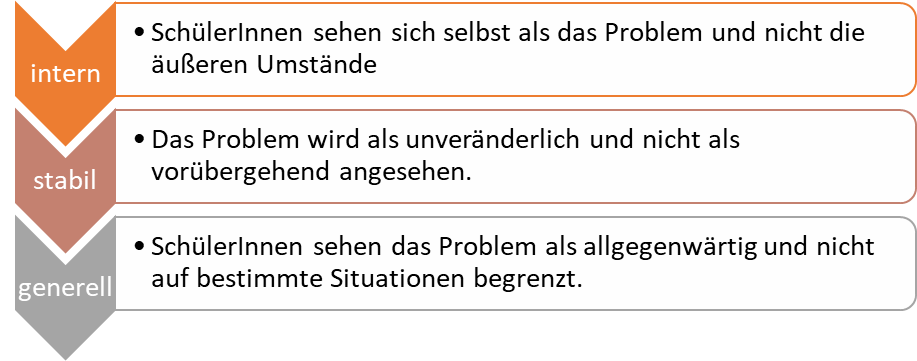 intern
• SchülerInnen sehen sich selbst als das Problem und nicht die
äußeren Umstände
stabil
• Das Problem wird als unveränderlich und nicht als
vorübergehend angesehen.
generell
• SchülerInnen sehen das Problem als allgegenwärtig und nicht
auf bestimmte Situationen begrenzt.